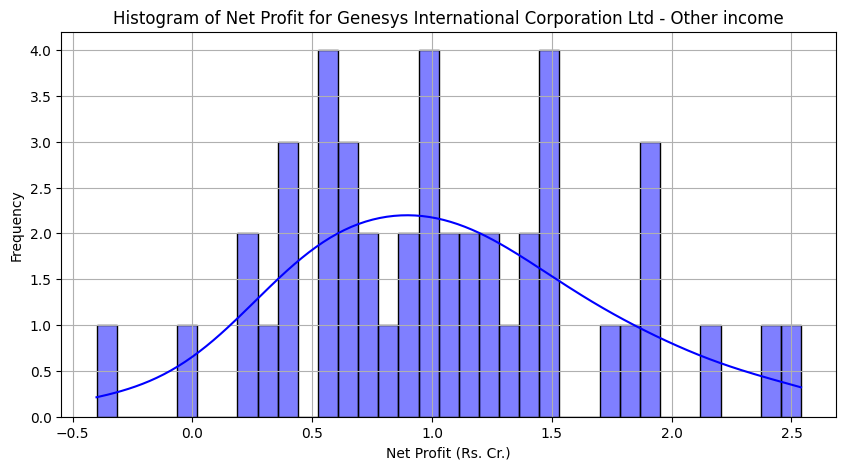 Histogram of Net Profit for Genesys International Corporation Ltd - Other income
4.0
3.5
3.0
2.5
2.0
1.5
1.0
0.5
0.0
Frequency
−0.5 0.0 0.5 1.0 1.5 2.0 2.5
Net Profit (Rs. Cr.)